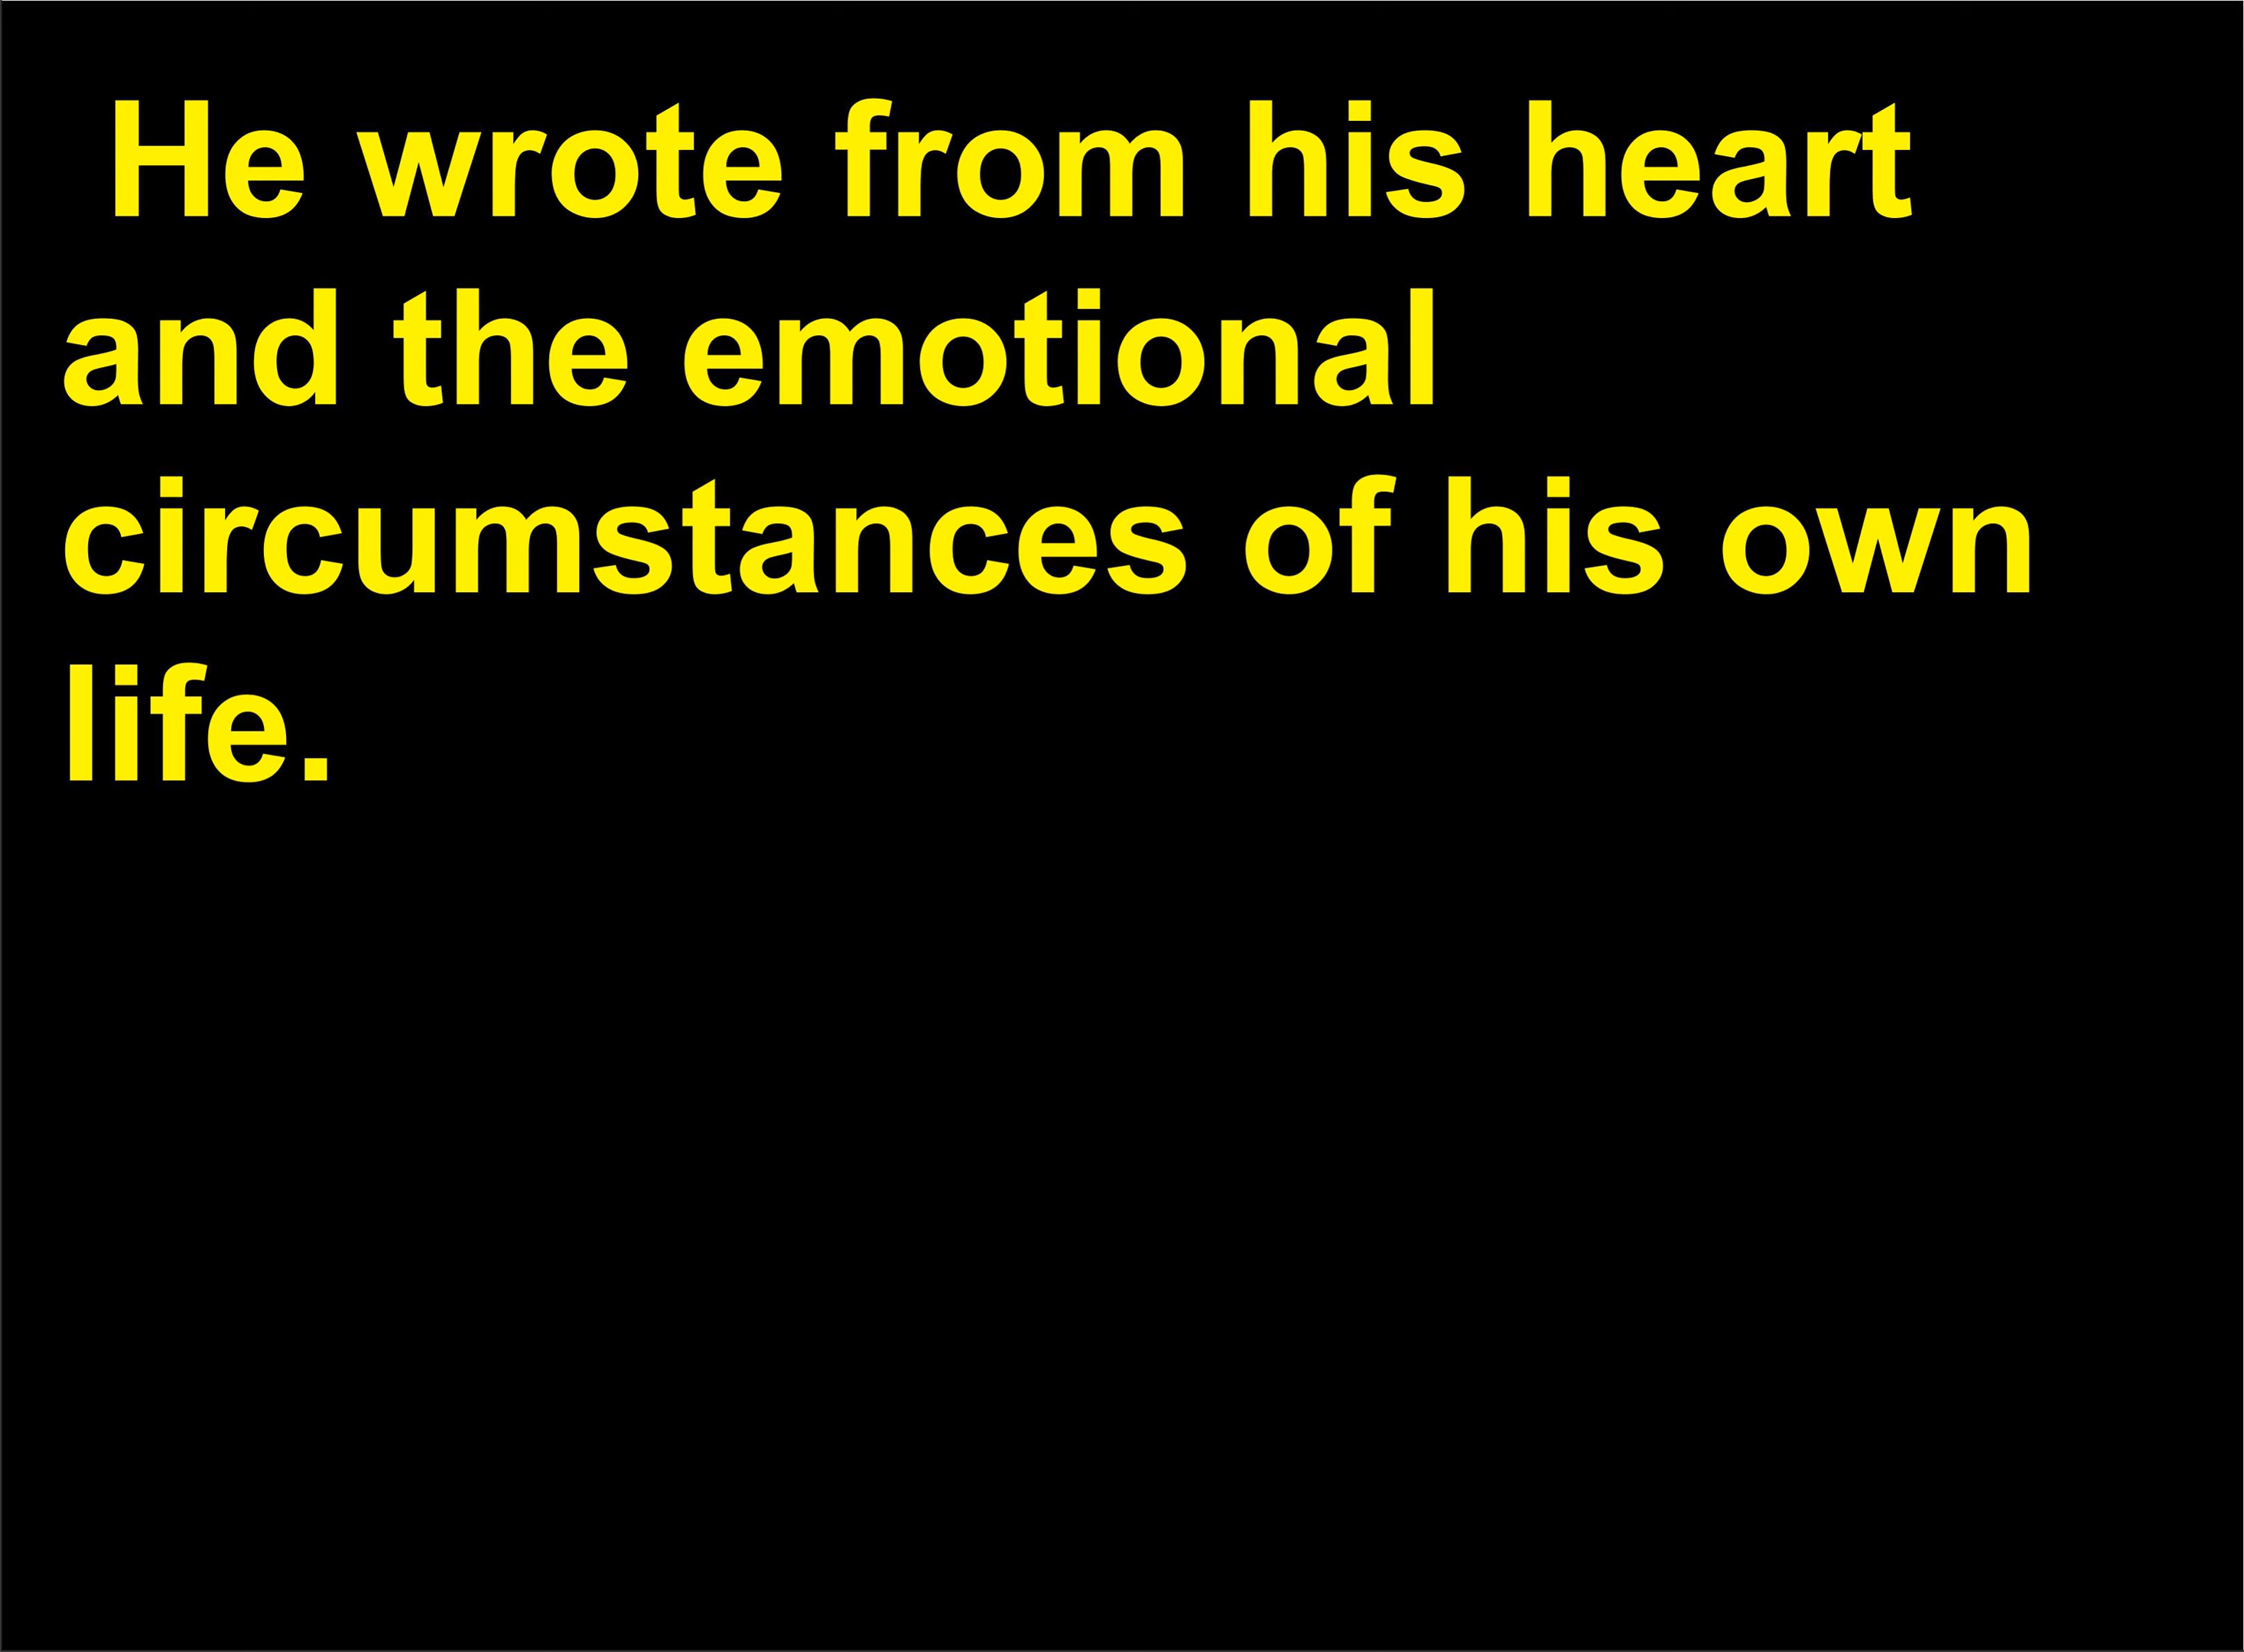 He wrote from his heart
and the emotional
circumstances of his own
life.